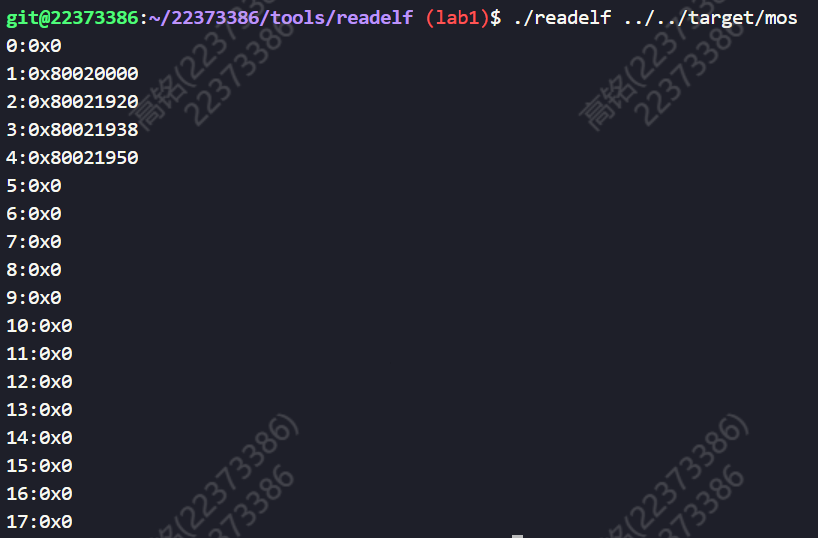 git@22373386:~/22373386/tools/readelf (lab1)$ ./readelf ../../target/mos
0:0x0
1:0x80020000
2:0x80021920
3:0x80021938
4:0x80021950
5:0x0
6:0x0
7:0x0
8:0x0
9:0x0
10:0x0
11:0x0
12:0x0
13:0x0
14:0x0
15:0x0
16:0x0
17:0x0
高铭(22373386)
22373386
高铭(22373386)
22373386
高铭(22373386)
22373386
高铭(22373386)
22373386